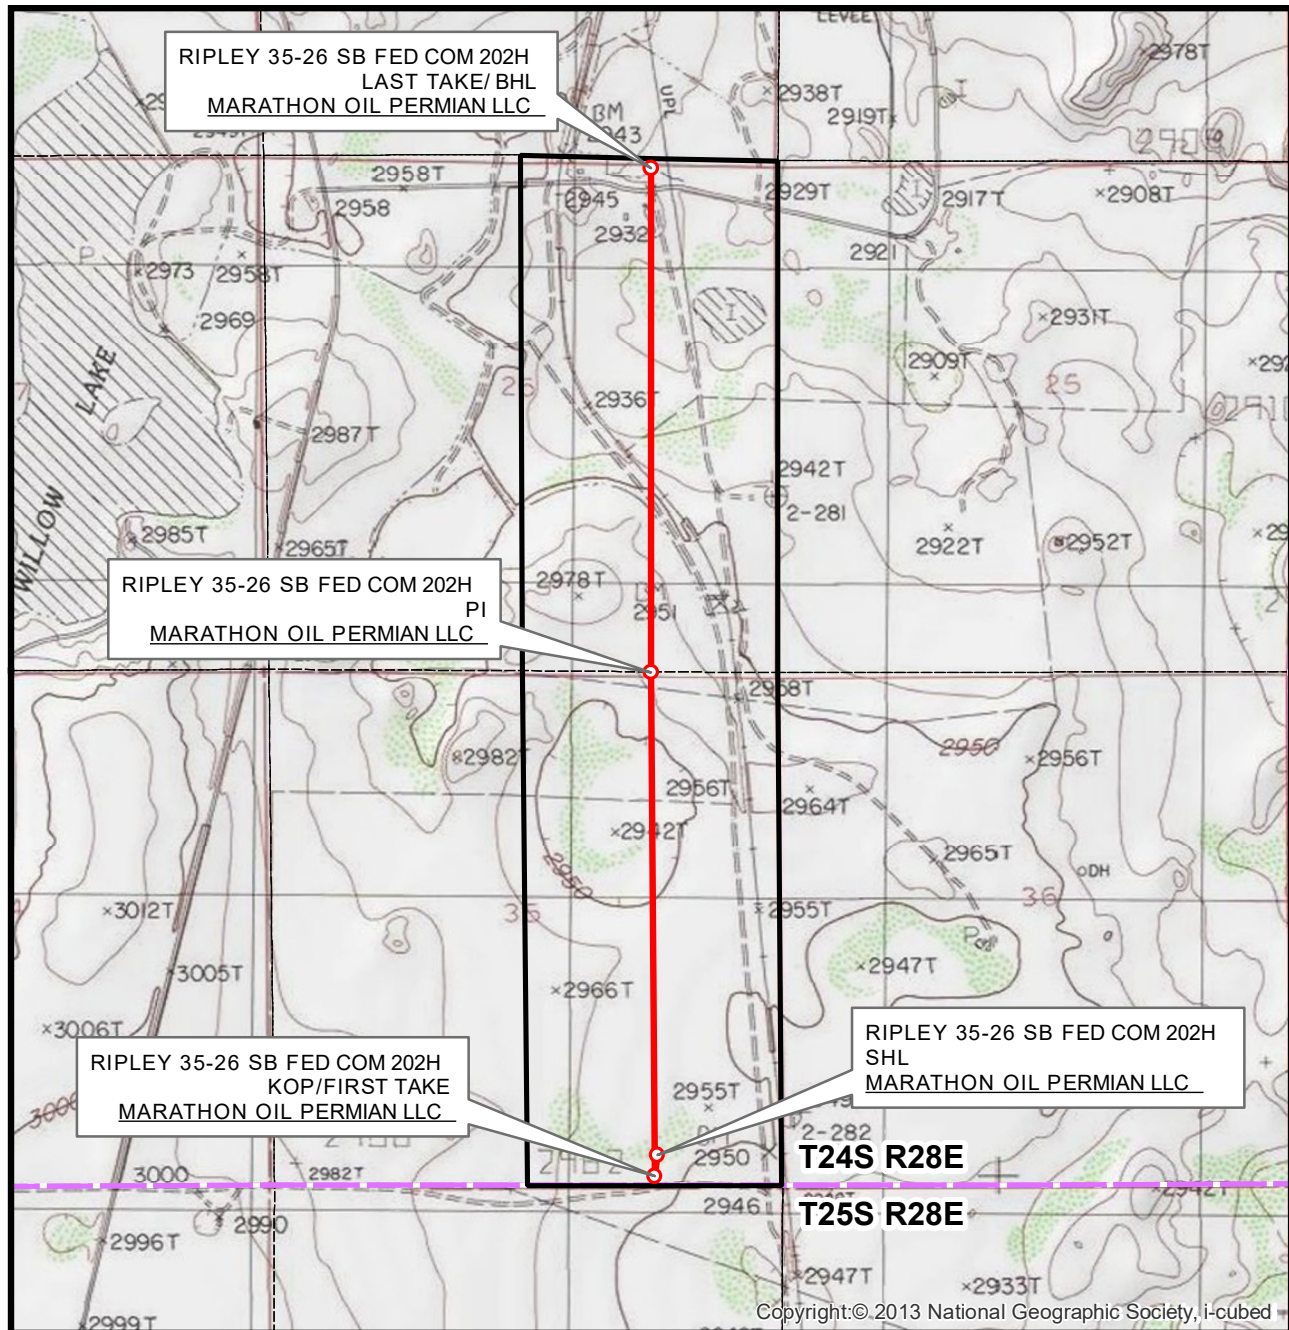 LEVEE
2978T
RIPLEY 35-26 SB FED COM 202H
LAST TAKE/ BHL
MARATHON OIL PERMIAN LLC
UPL
BM
2943
2938T
2919T
2958T
2958
2945
2932
2929T
2917T
2908T
2921
P
2973
2958T
2969
I
2931T
2909T
25
2936T
2987T
WILLOW LAKE
2942T
2-281
2985T
2965T
2922T
2952T
RIPLEY 35-26 SB FED COM 202H
PI
MARATHON OIL PERMIAN LLC
2978T
2951
2958T
2950
2982T
2956T
2956T
2964T
2942T
2950
2965T
DH
35
36
3012T
2955T
3005T
2947T
2966T
3006T
RIPLEY 35-26 SB FED COM 202H
SHL
MARATHON OIL PERMIAN LLC
RIPLEY 35-26 SB FED COM 202H
KOP/FIRST TAKE
MARATHON OIL PERMIAN LLC
2955T
2-282
2950
T24S R28E
3000
2982T
2946
2942T
T25S R28E
2990
2996T
2947T
2933T
2999T
Copyright:© 2013 National Geographic Society, i-cubed